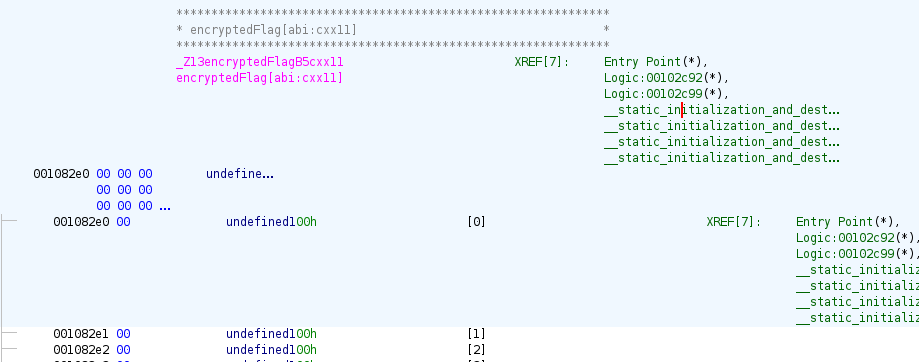 **************************************************************
* encryptedFlag[abi:cxx11] *
**************************************************************
_Z13encryptedFlagB5cxx11 XREF[7]: Entry Point(*),
encryptedFlag[abi:cxx11] Logic:00102c92(*),
Logic:00102c99(*),
__static_initialization_and_dest...
__static_initialization_and_dest...
__static_initialization_and_dest...
__static_initialization_and_dest...
001082e0 00 00 00 undefine...
00 00 00
00 00 00 ...
001082e0 00 undefined100h [0] XREF[7]: Entry Point(*),
Logic:00102c92(*),
Logic:00102c99(*),
__static_initializ
__static_initializ
__static_initializ
__static_initializ
001082e1 00 undefined100h [1]
001082e2 00 undefined100h [2]